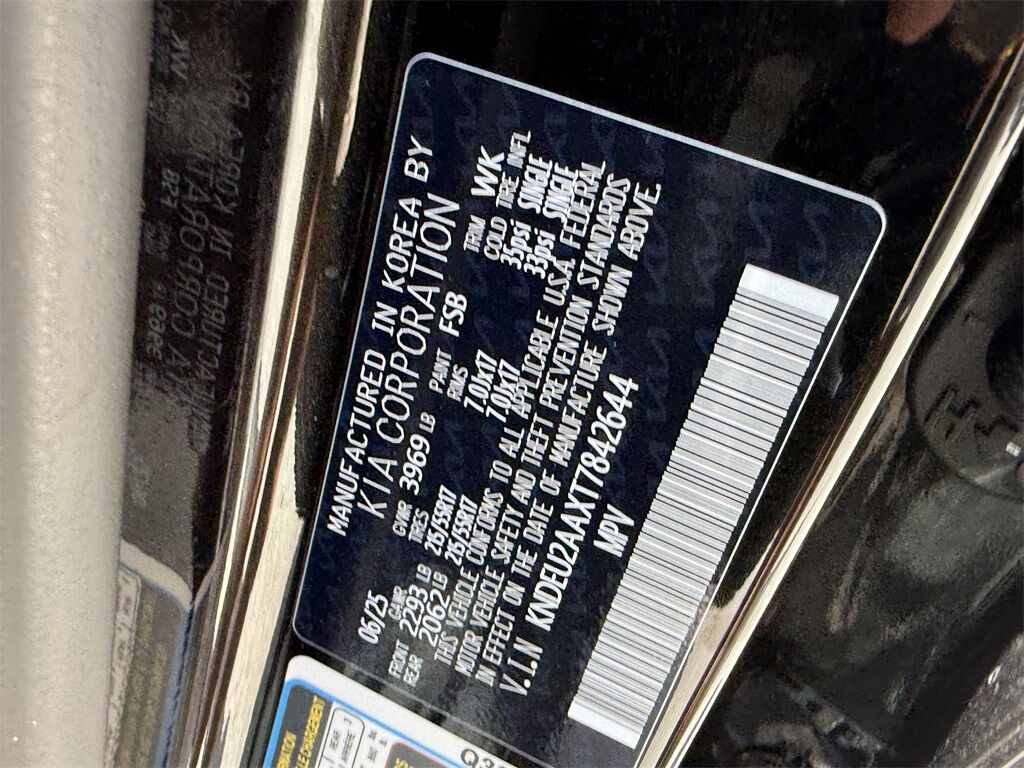 MANUFACTURED IN KOREA BY
KIA CORPORATION
06/25 GVWR 3969 LB PAINT FSB TRIM WK
GAWR TIRES RIMS COLD TIRE INFL.
FRONT 2293 LB 215/55R17 7.0JX17 33psi SINGLE
REAR 2062 LB 215/55R17 7.0JX17 33psi SINGLE
THIS VEHICLE CONFORMS TO ALL APPLICABLE U.S.A. FEDERAL
MOTOR VEHICLE SAFETY AND THEFT PREVENTION STANDARDS
IN EFFECT ON THE DATE OF MANUFACTURE SHOWN ABOVE.
V.I.N KNDEU2AAXT7842644
MPV
REAR